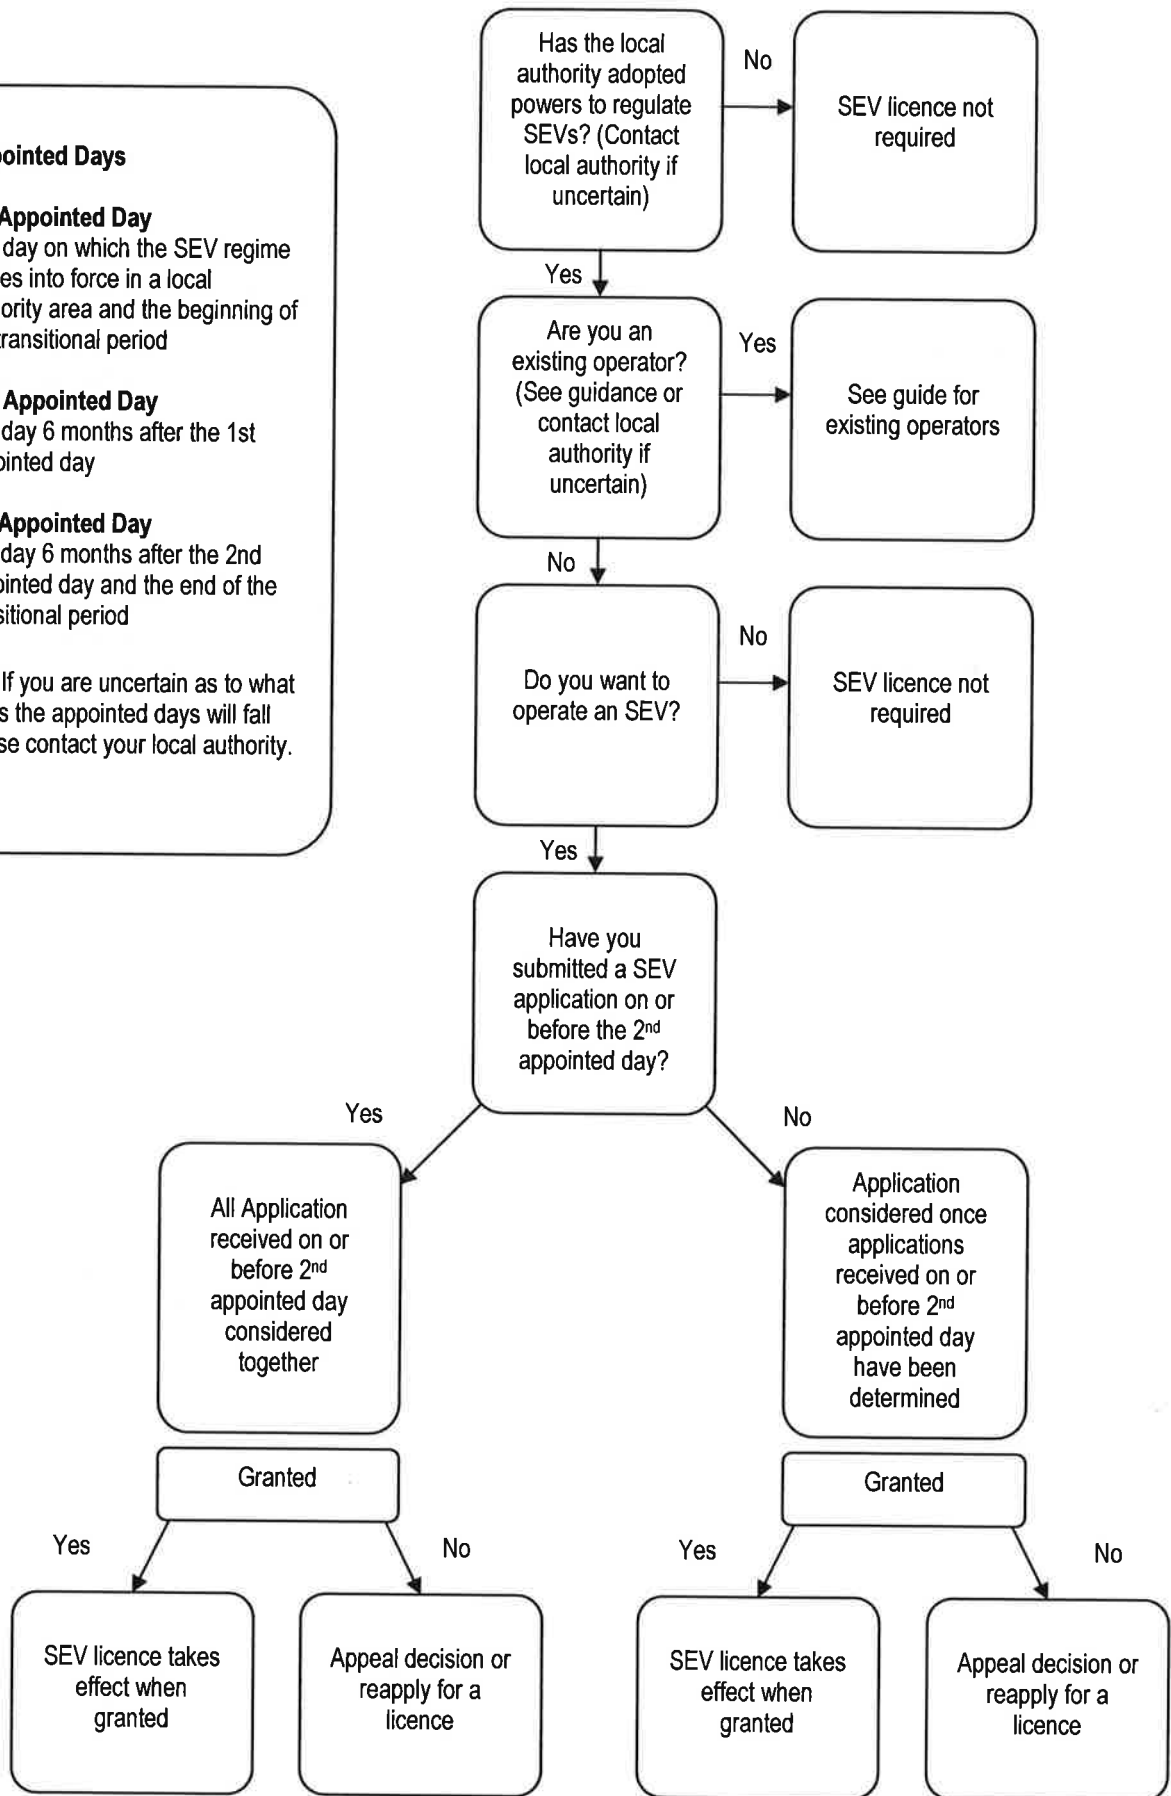 Has the local
authority adopted
powers to regulate
SEVs? (Contact
local authority if
uncertain)
No
SEV licence not
required
ointed Days
Appointed Day
day on which the SEV regime
es into force in a local
ority area and the beginning of
ransitional period
Appointed Day
day 6 months after the 1st
ointed day
Appointed Day
day 6 months after the 2nd
ointed day and the end of the
sitional period
If you are uncertain as to what
s the appointed days will fall
se contact your local authority.
Yes
Are you an
existing operator?
(See guidance or
contact local
authority if
uncertain)
Yes
See guide for
existing operators
No
Do you want to
operate an SEV?
No
SEV licence not
required
Yes
Have you
submitted a SEV
application on or
before the 2nd
appointed day?
Yes
No
All Application
received on or
before 2nd
appointed day
considered
together
Application
considered once
applications
received on or
before 2nd
appointed day
have been
determined
Granted
Granted
Yes
No
Yes
No
SEV licence takes
effect when
granted
Appeal decision or
reapply for a
licence
SEV licence takes
effect when
granted
Appeal decision or
reapply for a
licence